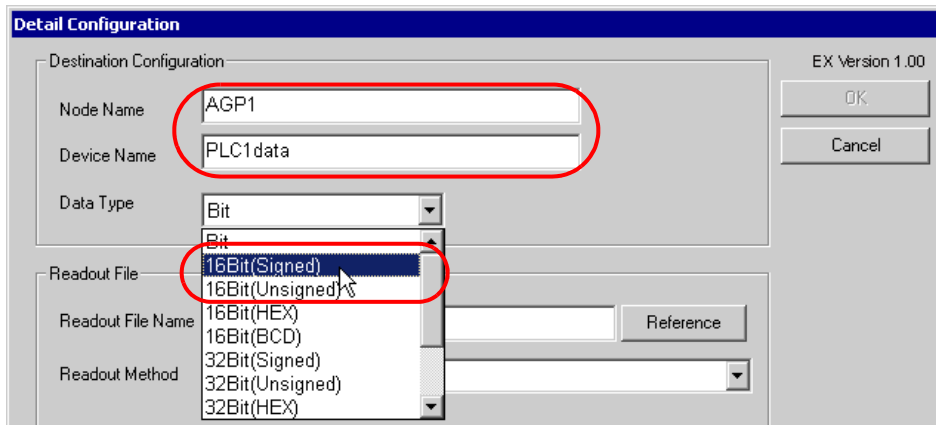 Detail Configuration
Destination Configuration
EX Version 1.00
Node Name
AGP1
OK
Device Name
PLC1data
Cancel
Data Type
Bit
Bit
16Bit(Signed)
Readout File
16Bit(Unsigned)
Readout File Name
16Bit(HEX)
Reference
16Bit(BCD)
32Bit(Signed)
Readout Method
32Bit(Unsigned)
32Bit(HEX)